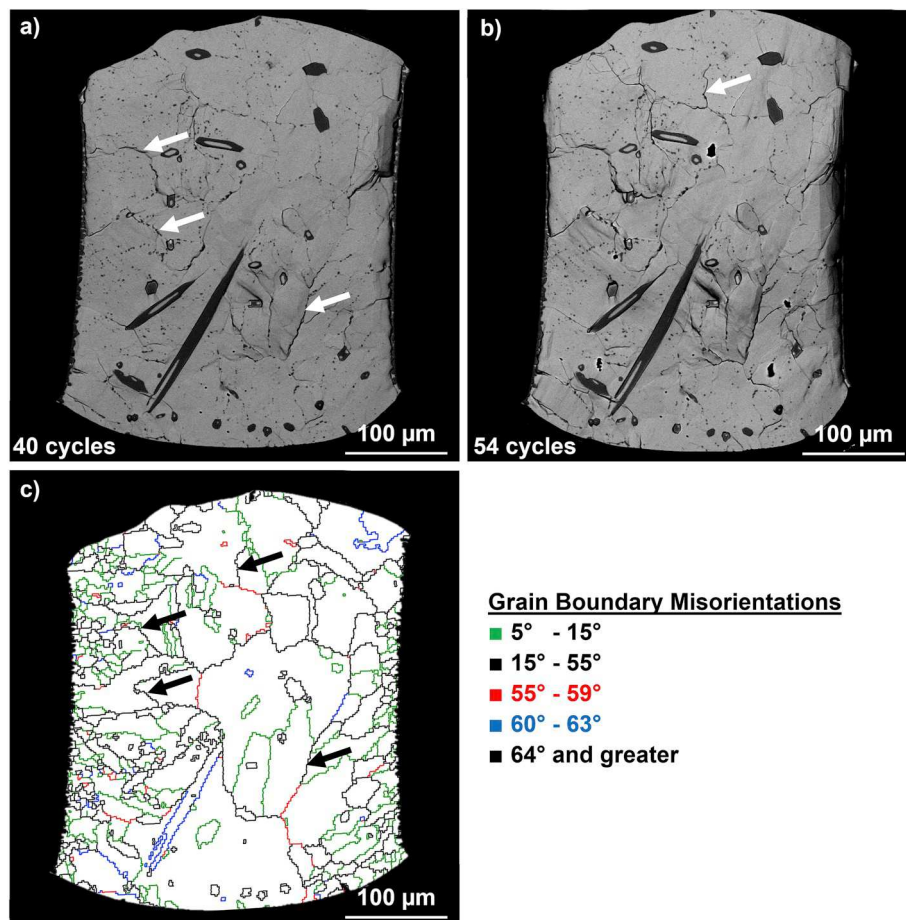 a)
40 cycles
100 µm
b)
54 cycles
100 µm
c)
100 µm
Grain Boundary Misorientations
5° - 15°
15° - 55°
55° - 59°
60° - 63°
64° and greater